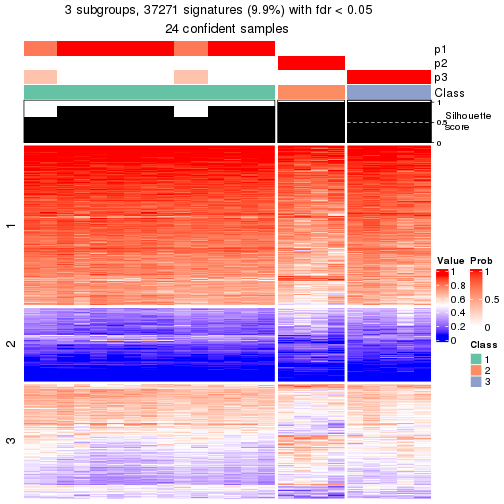 3 subgroups, 37271 signatures (9.9%) with fdr < 0.05
24 confident samples
p1
p2
p3
Class
1
0.5
0
Silhouette
score
1
2
3
Value
1
0.8
0.6
0.4
0.2
0
Prob
1
0.5
0
Class
1
2
3